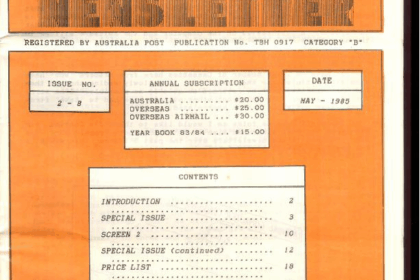 NEWSLETTER
REGISTERED BY AUSTRALIA POST PUBLICATION No. TBH 0917 CATEGORY "B"
ISSUE NO.
2 - 8
ANNUAL SUBSCRIPTION
AUSTRALIA .......... $20.00
OVERSEAS ........... $25.00
OVERSEAS AIRMAIL ... $30.00
YEAR BOOK 83/84 .... $15.00
DATE
MAY - 1985
CONTENTS
INTRODUCTION .................... 2
SPECIAL ISSUE ................... 3
SCREEN 2 ........................ 10
SPECIAL ISSUE (continued) ....... 12
PRICE LIST ...................... 18